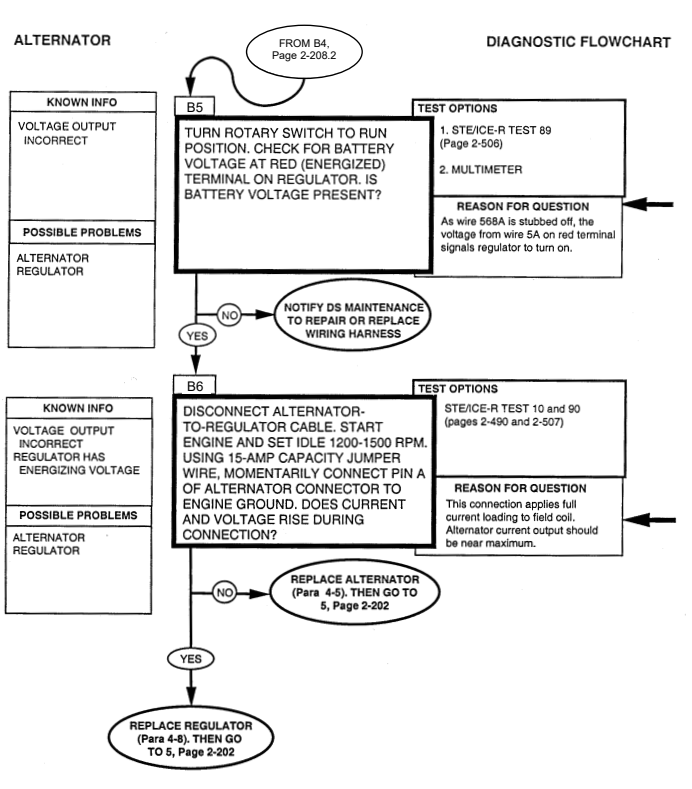 ALTERNATOR
FROM B4,
Page 2-208.2
DIAGNOSTIC FLOWCHART
KNOWN INFO
VOLTAGE OUTPUT
INCORRECT
POSSIBLE PROBLEMS
ALTERNATOR
REGULATOR
B5
TURN ROTARY SWITCH TO RUN
POSITION. CHECK FOR BATTERY
VOLTAGE AT RED (ENERGIZED)
TERMINAL ON REGULATOR. IS
BATTERY VOLTAGE PRESENT?
TEST OPTIONS
1. STE/ICE-R TEST 89
(Page 2-506)
2. MULTIMETER
REASON FOR QUESTION
As wire 568A is stubbed off, the
voltage from wire 5A on red terminal
signals regulator to turn on.
NO
NOTIFY DS MAINTENANCE
TO REPAIR OR REPLACE
WIRING HARNESS
YES
KNOWN INFO
VOLTAGE OUTPUT
INCORRECT
REGULATOR HAS
ENERGIZING VOLTAGE
POSSIBLE PROBLEMS
ALTERNATOR
REGULATOR
B6
DISCONNECT ALTERNATOR-
TO-REGULATOR CABLE. START
ENGINE AND SET IDLE 1200-1500 RPM.
USING 15-AMP CAPACITY JUMPER
WIRE, MOMENTARILY CONNECT PIN A
OF ALTERNATOR CONNECTOR TO
ENGINE GROUND. DOES CURRENT
AND VOLTAGE RISE DURING
CONNECTION?
TEST OPTIONS
STE/ICE-R TEST 10 and 90
(pages 2-490 and 2-507)
REASON FOR QUESTION
This connection applies full
current loading to field coil.
Alternator current output should
be near maximum.
NO
REPLACE ALTERNATOR
(Para 4-5). THEN GO TO
5, Page 2-202
YES
REPLACE REGULATOR
(Para 4-8). THEN GO
TO 5, Page 2-202